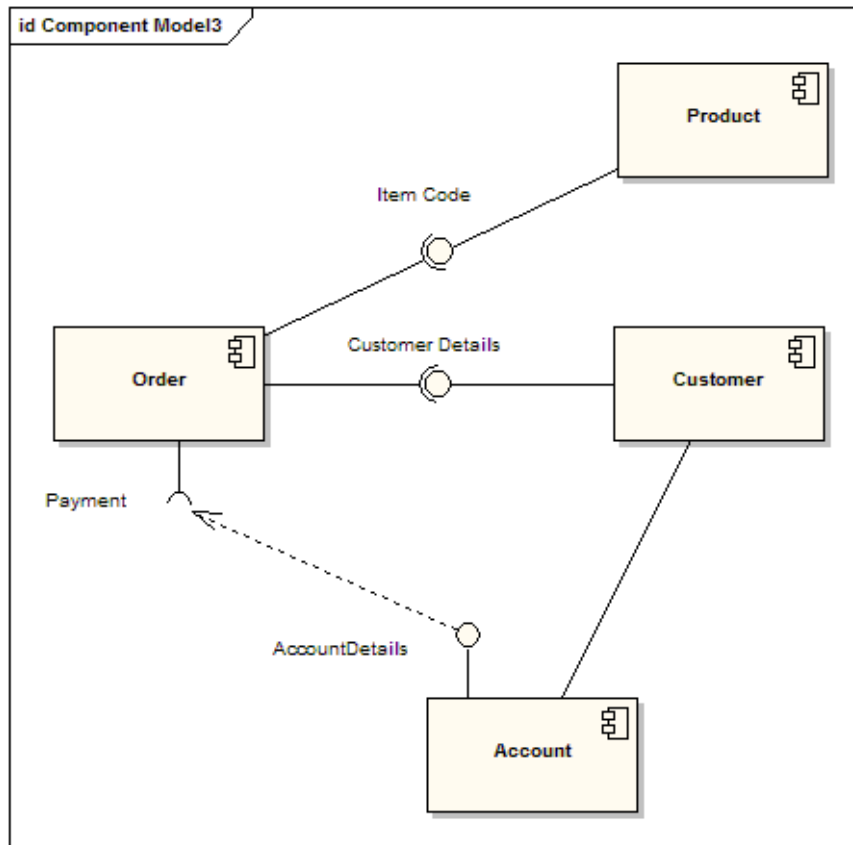 id Component Model3
Product
Item Code
Customer Details
Order
Customer
Payment
AccountDetails
Account